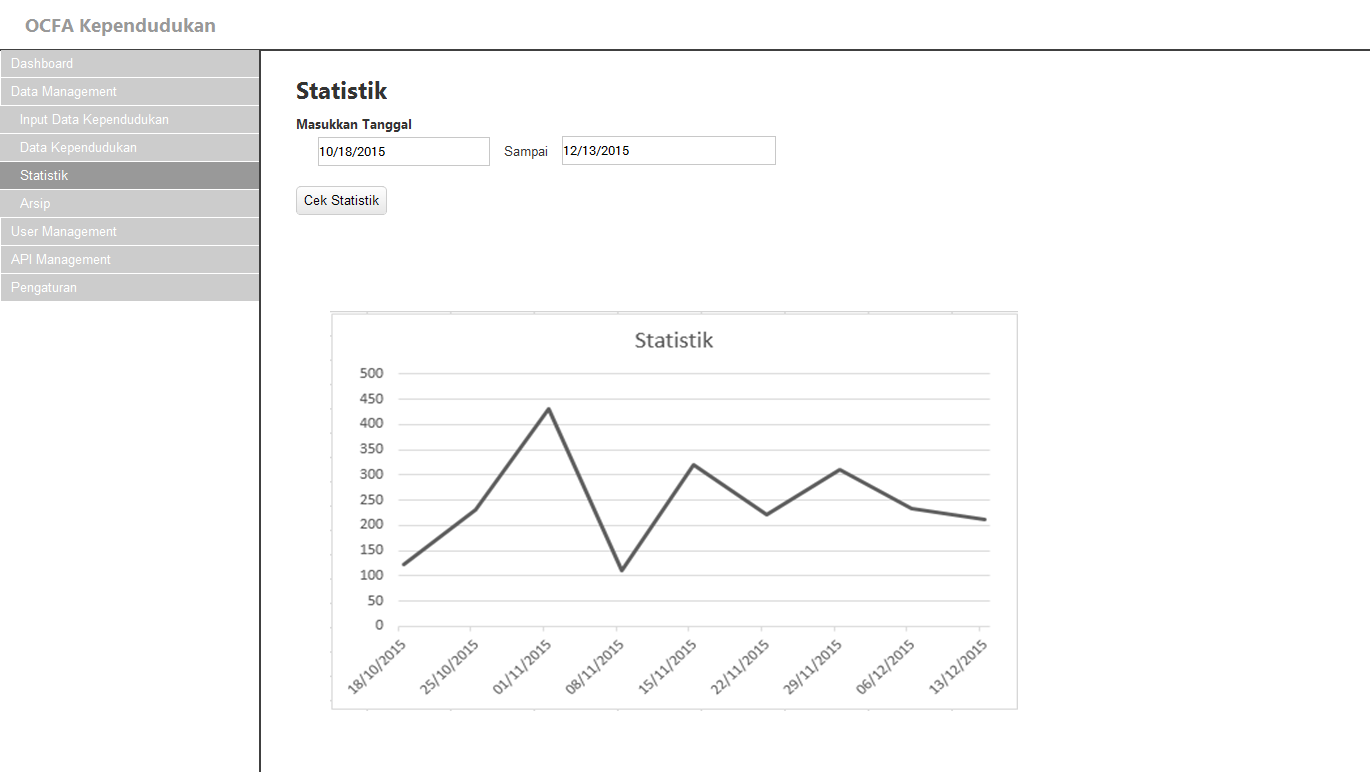 OCFA Kependudukan
Dashboard
Data Management
Input Data Kependudukan
Data Kependudukan
Statistik
Arsip
User Management
API Management
Pengaturan
Statistik
Masukkan Tanggal
10/18/2015 Sampai 12/13/2015
Cek Statistik
Statistik
500
450
400
350
300
250
200
150
100
50
0
18/10/2015 25/10/2015 01/11/2015 08/11/2015 15/11/2015 22/11/2015 29/11/2015 06/12/2015 13/12/2015